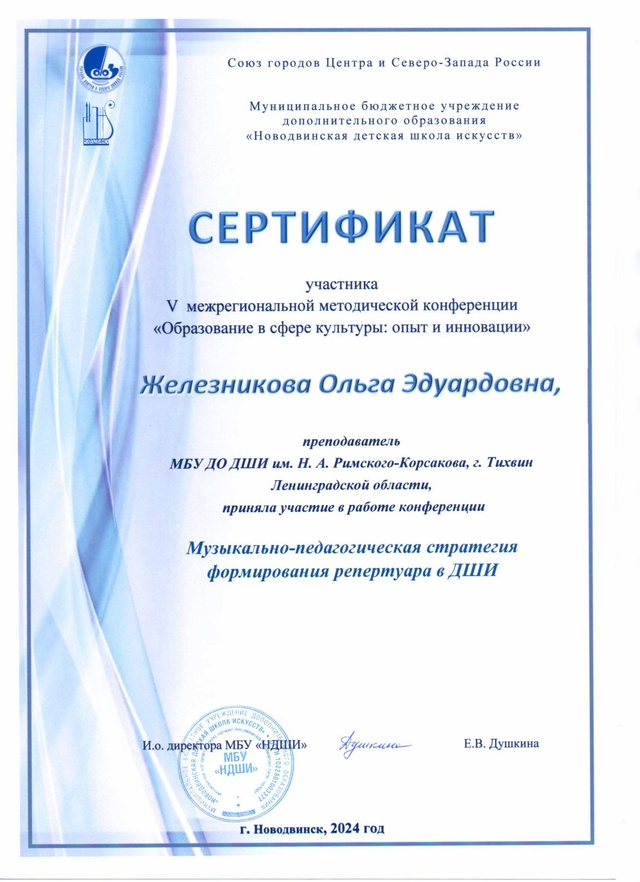 Союз городов Центра и Северо-Запада России
Муниципальное бюджетное учреждение
дополнительного образования
«Новодвинская детская школа искусств»
СЕРТИФИКАТ
участника
V межрегиональной методической конференции
«Образование в сфере культуры: опыт и инновации»
Железникова Ольга Эдуардовна,
преподаватель
МБУ ДО ДШИ им. Н. А. Римского-Корсакова, г. Тихвин
Ленинградской области,
приняла участие в работе конференции
Музыкально-педагогическая стратегия
формирования репертуара в ДШИ
И.о. директора МБУ «НДШИ»
Душкина
Е.В. Душкина
МБУ
«НДШИ»
г. Новодвинск, 2024 год